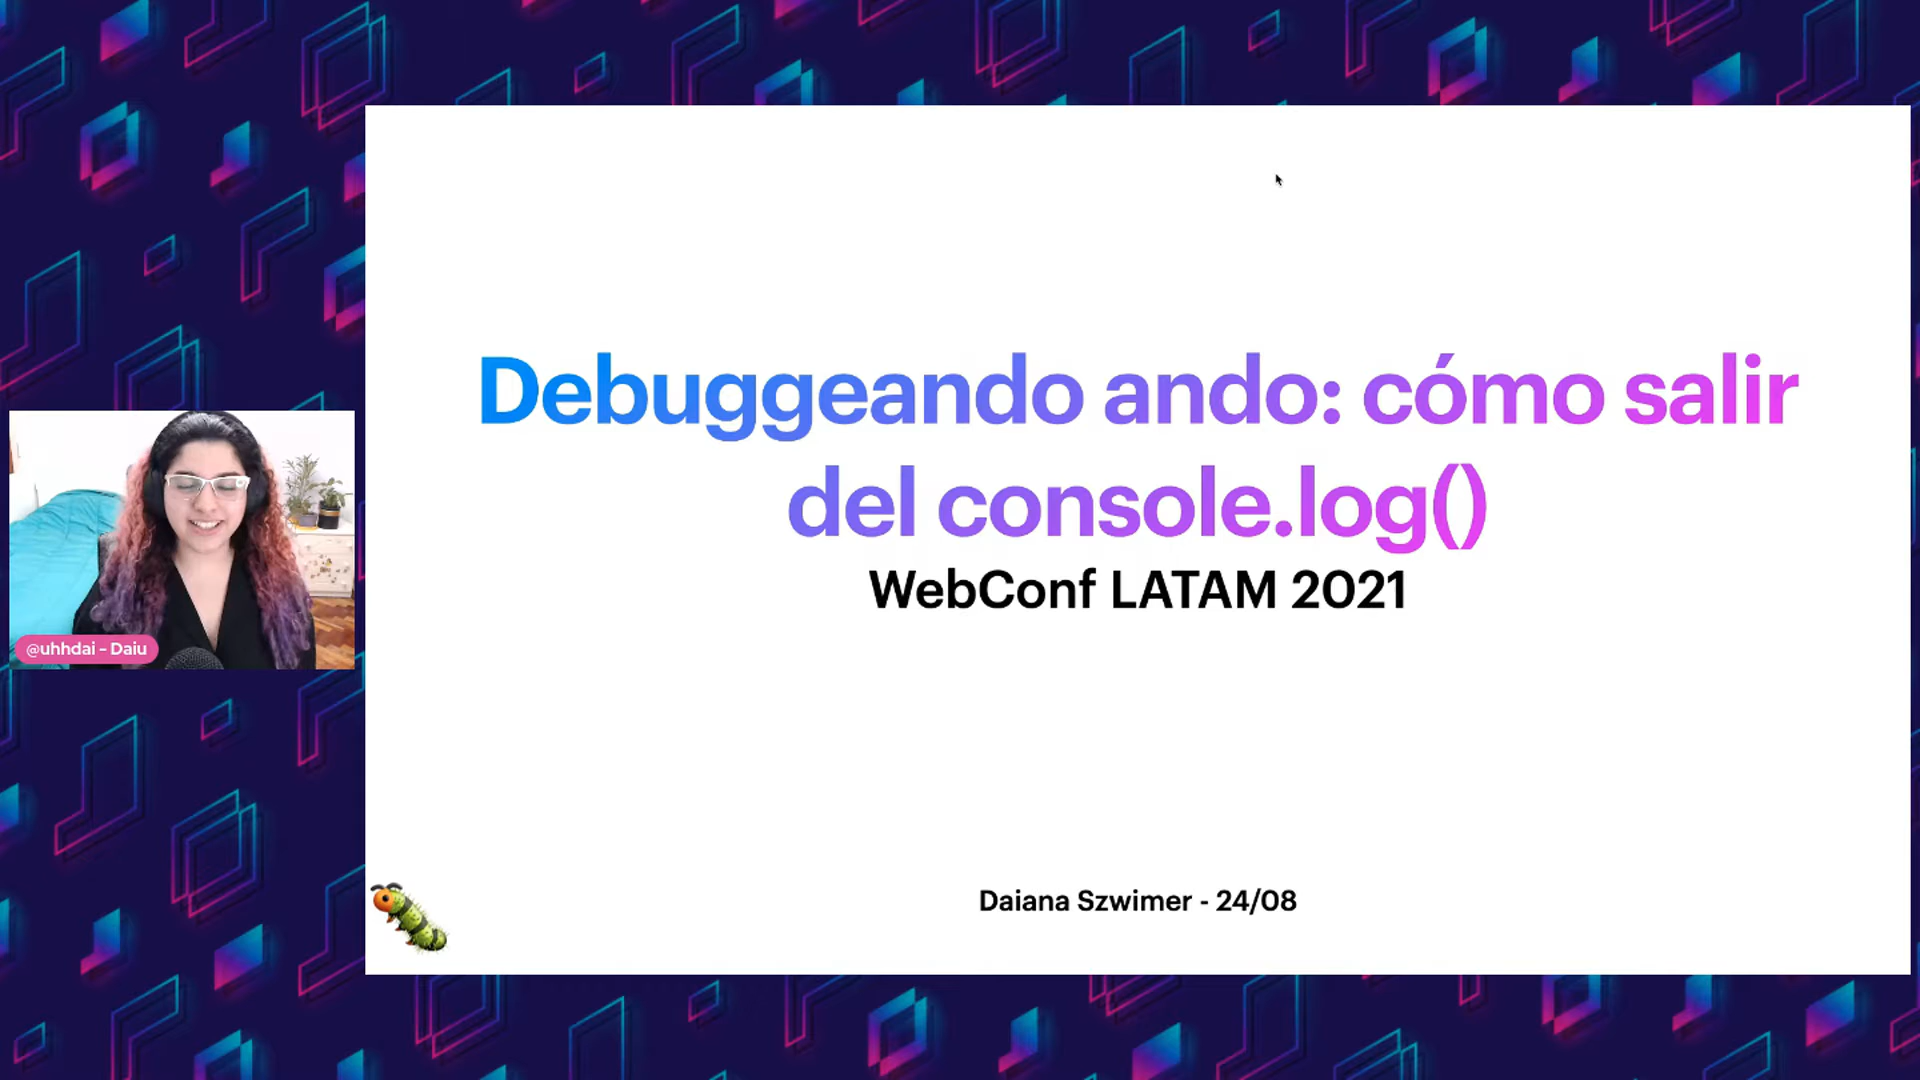 Debuggeando ando: cómo salir
del console.log()
WebConf LATAM 2021
@uhhdai - Daiu
Daiana Szwimer - 24/08